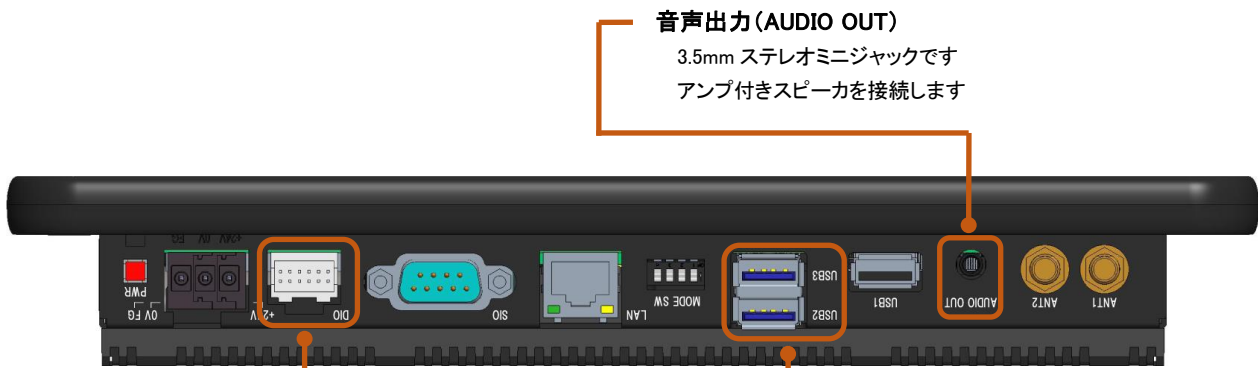 音声出力(AUDIO OUT)
3.5mm ステレオミニジャックです
アンプ付きスピーカを接続します
FG 0V +24V
PWR
0V FG
+24V
DIO
SIO
LAN
MODE SW
USB3
USB2
USB1
AUDIO OUT
ANT2
ANT1